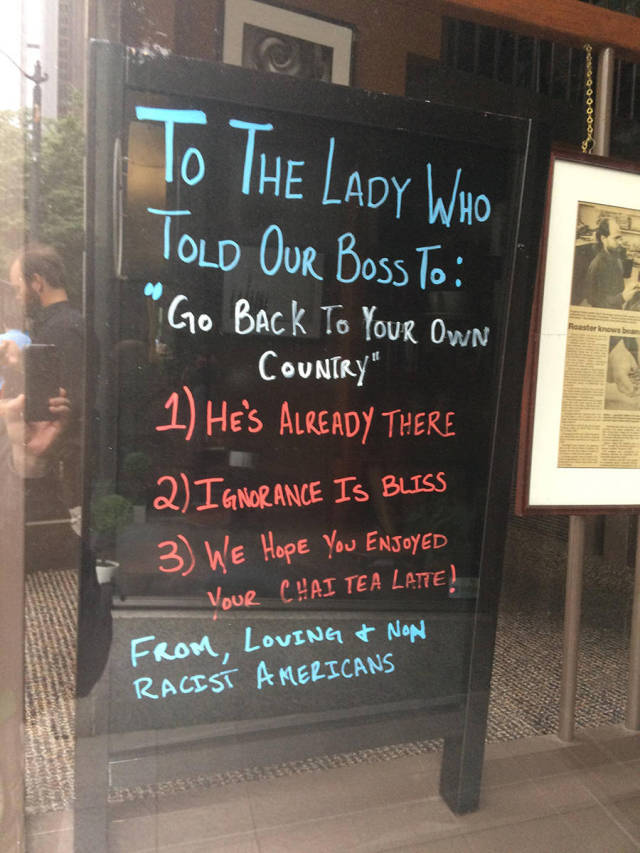 To The Lady Who
Told Our Boss To:
"Go Back To Your Own
Country"
1) He's Already There
2) Ignorance Is Bliss
3) We Hope You Enjoyed
Your Chai Tea Latte!
From, Loving + Non
Racist Americans
Roaster knows